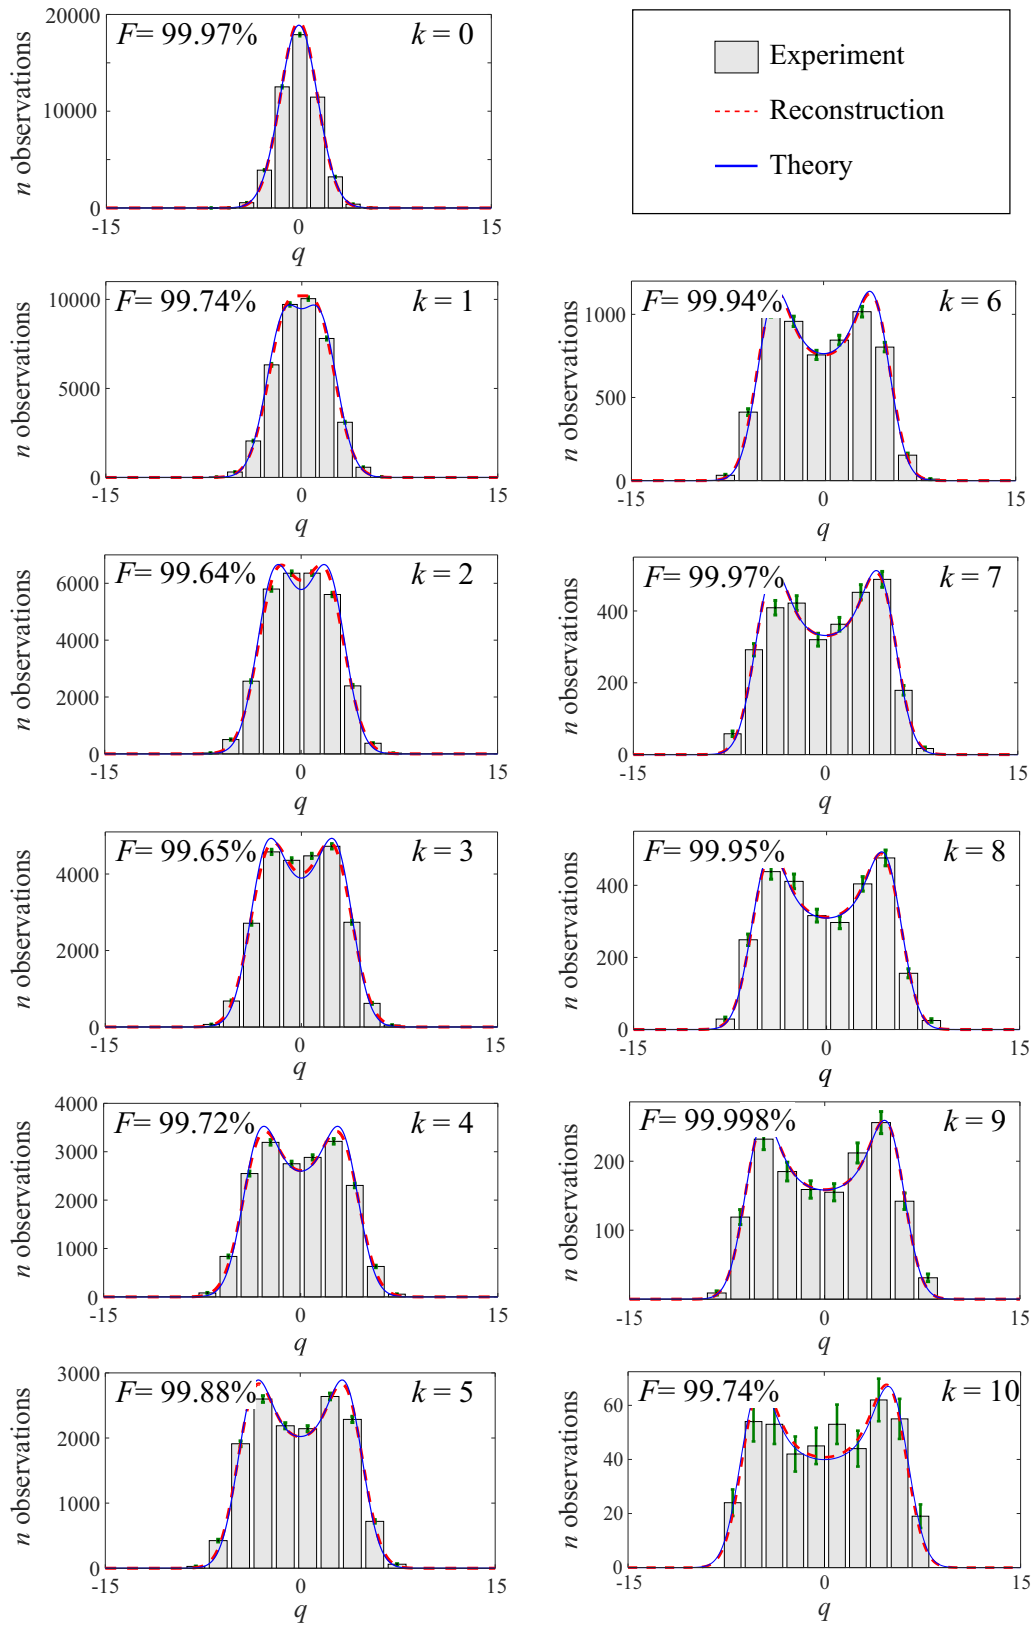 F= 99.97%
k = 0
n observations
20000
10000
0
-15
0
15
q
Experiment
Reconstruction
Theory
F= 99.74%
k = 1
n observations
10000
5000
0
-15
0
15
q
F= 99.94%
k = 6
n observations
1000
500
0
-15
0
15
q
F= 99.64%
k = 2
n observations
6000
4000
2000
0
-15
0
15
q
F= 99.97%
k = 7
n observations
400
200
0
-15
0
15
q
F= 99.65%
k = 3
n observations
4000
2000
0
-15
0
15
q
F= 99.95%
k = 8
n observations
400
200
0
-15
0
15
q
F= 99.72%
k = 4
n observations
4000
3000
2000
1000
0
-15
0
15
q
F= 99.998%
k = 9
n observations
200
100
-15
0
15
q
F= 99.88%
k = 5
n observations
3000
2000
1000
0
-15
0
15
q
F= 99.74%
k = 10
n observations
60
40
20
0
-15
0
15
q